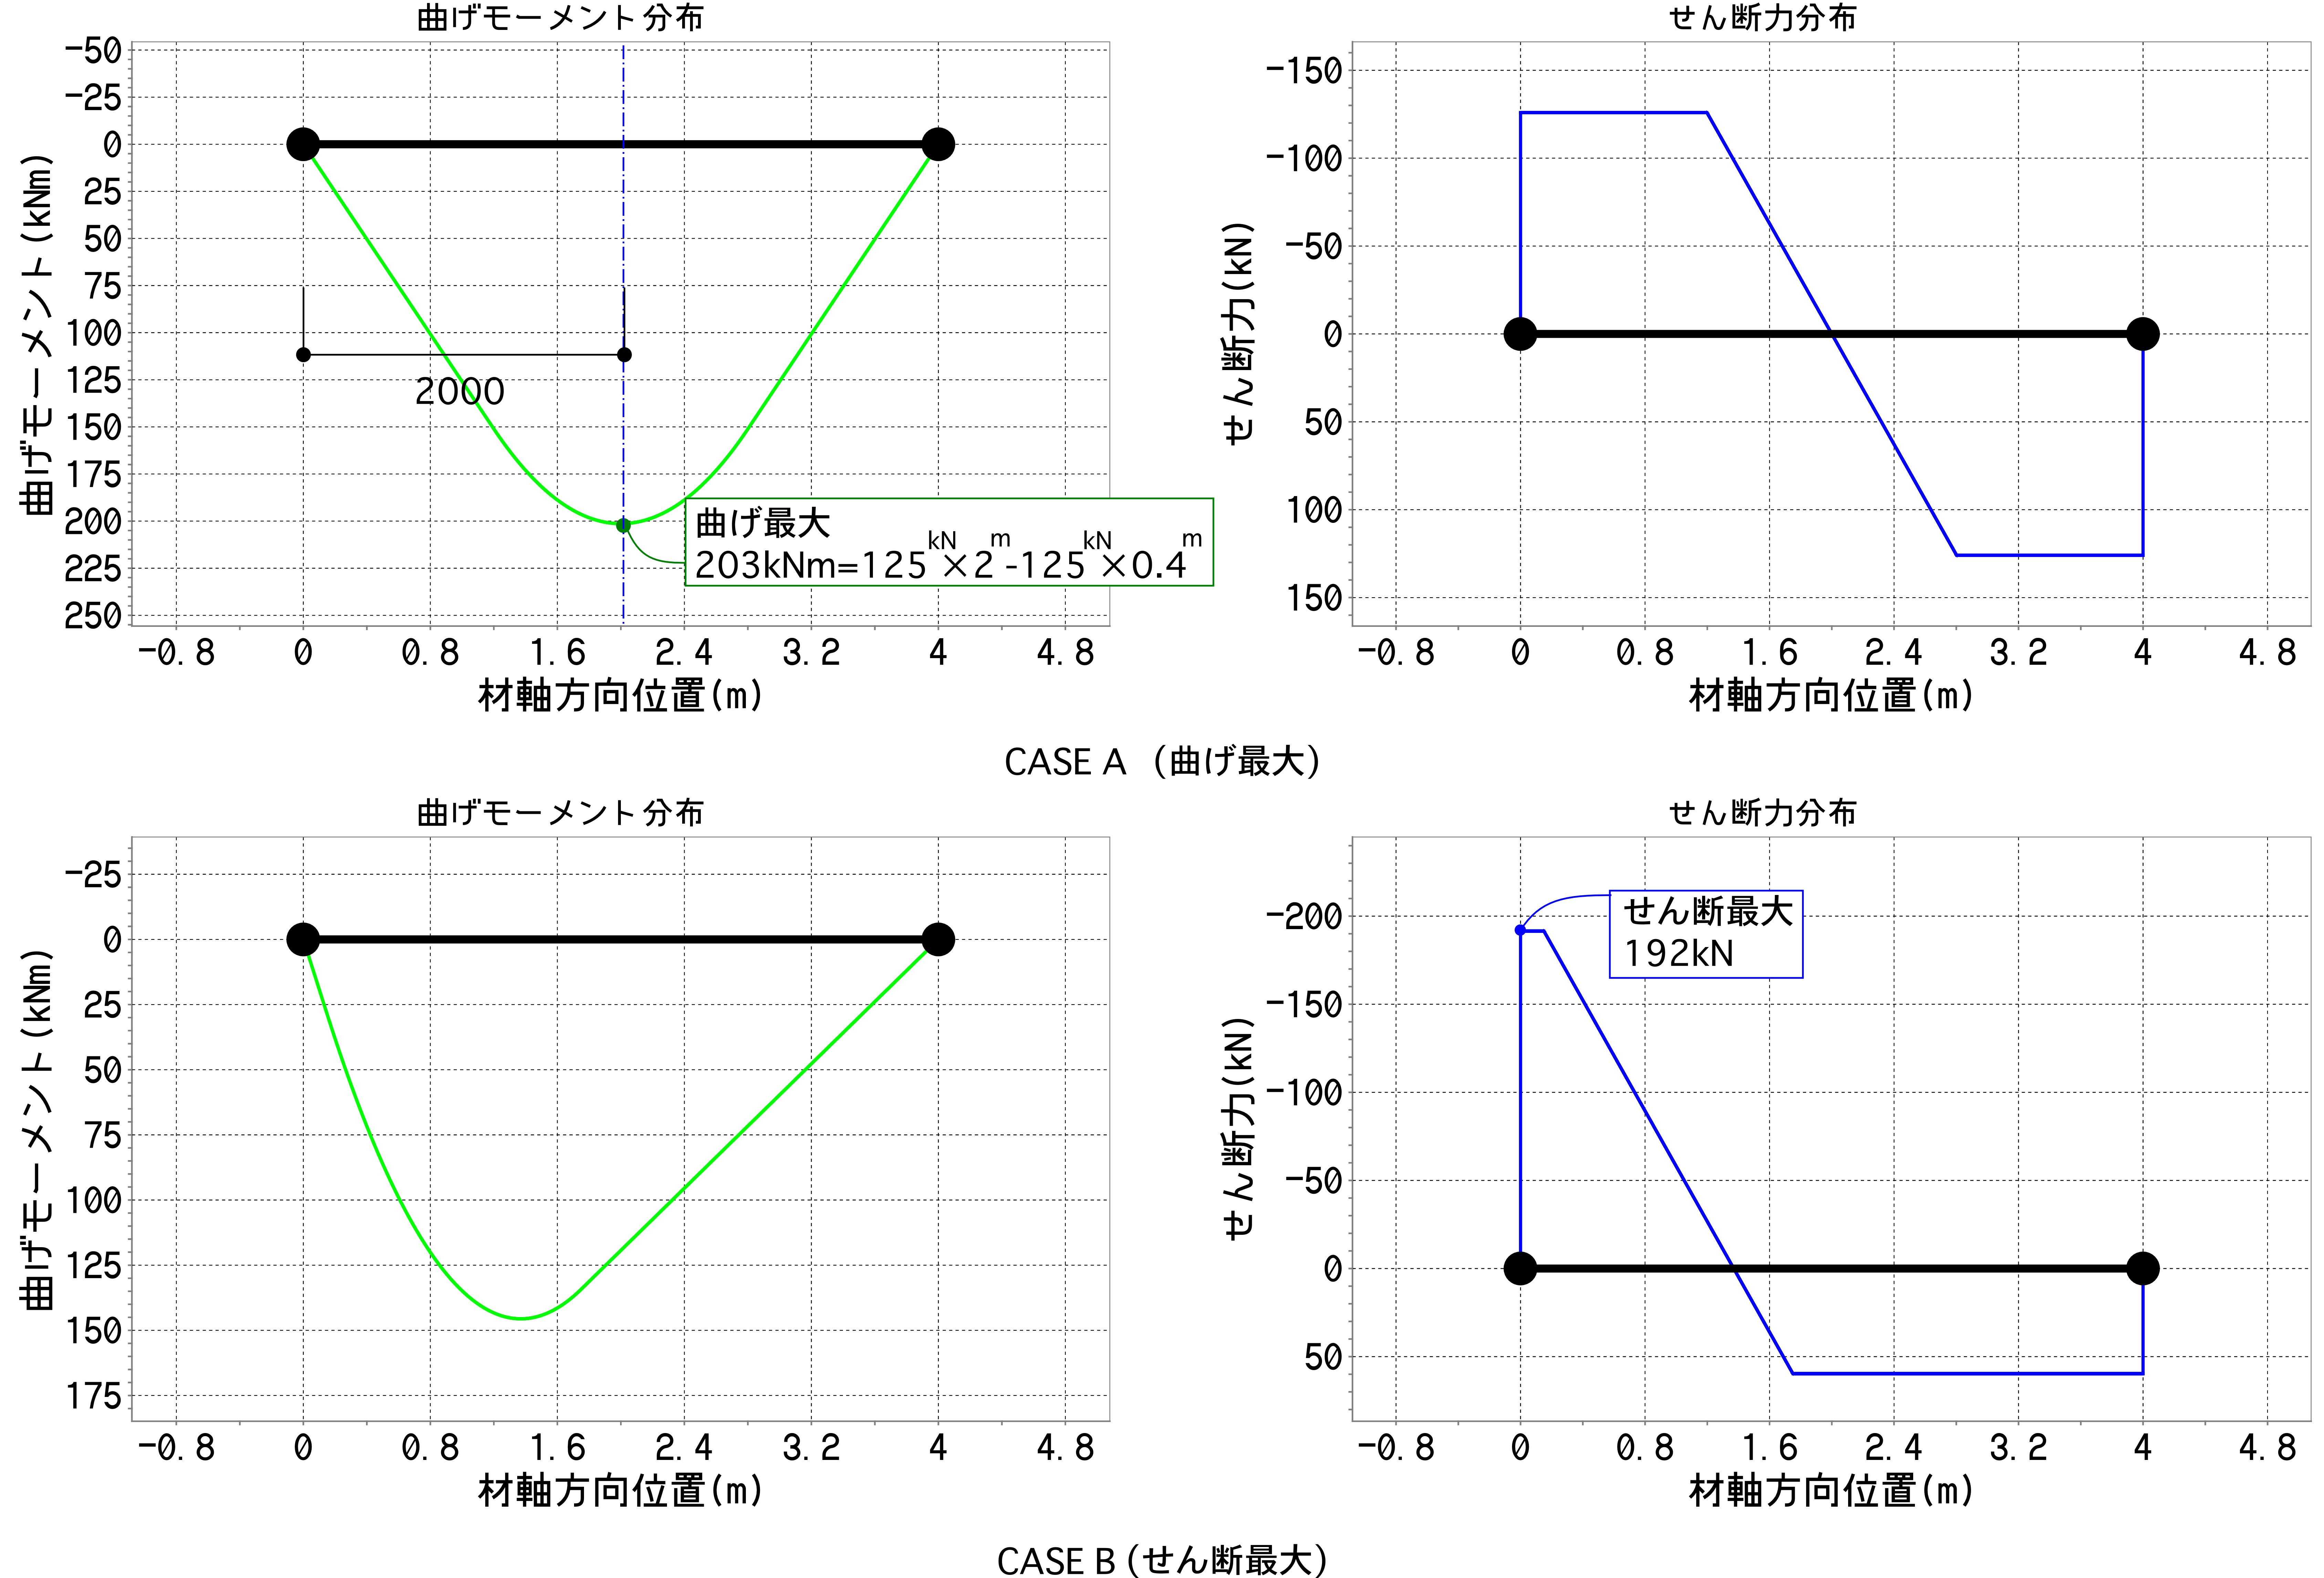 曲げモーメント分布
曲げモーメント(kNm)
-50
-25
0
25
50
75
100
125
150
175
200
225
250
2000
曲げ最大
203kNm=125kN×2m-125kN×0.4m
-0.8 0 0.8 1.6 2.4 3.2 4 4.8
材軸方向位置(m)
せん断力分布
せん断力(kN)
-150
-100
-50
0
50
100
150
-0.8 0 0.8 1.6 2.4 3.2 4 4.8
材軸方向位置(m)
CASE A (曲げ最大)
曲げモーメント分布
曲げモーメント(kNm)
-25
0
25
50
75
100
125
150
175
-0.8 0 0.8 1.6 2.4 3.2 4 4.8
材軸方向位置(m)
せん断力分布
せん断力(kN)
-200
-150
-100
-50
0
50
せん断最大
192kN
-0.8 0 0.8 1.6 2.4 3.2 4 4.8
材軸方向位置(m)
CASE B (せん断最大)